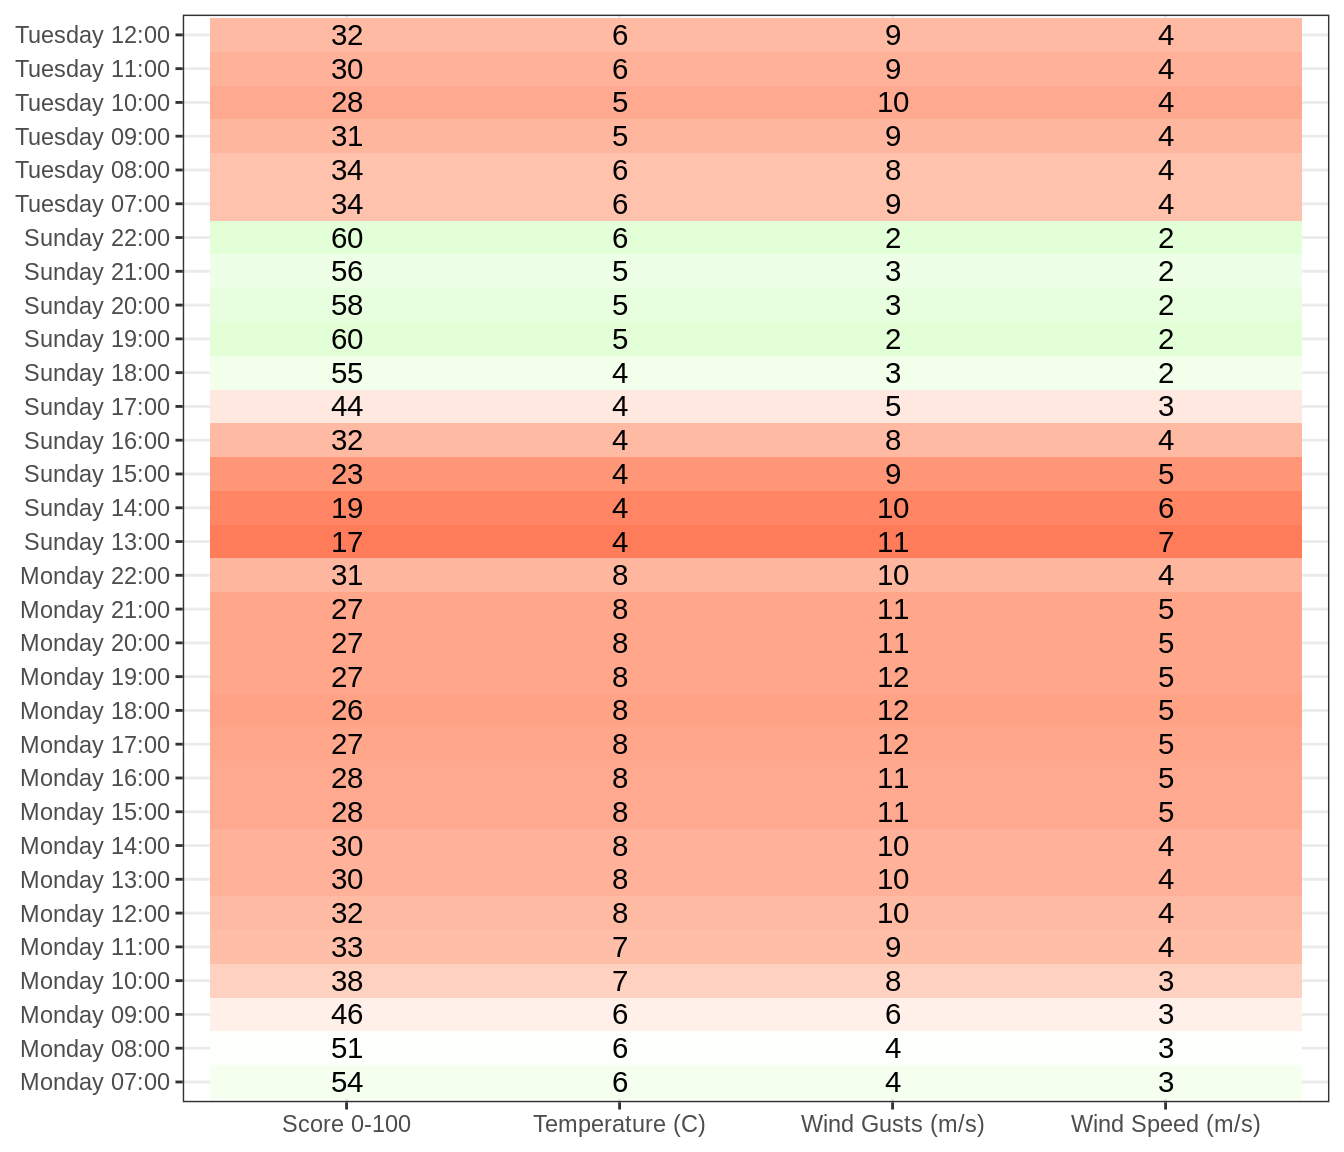 Tuesday 12:00 32 6 9 4
Tuesday 11:00 30 6 9 4
Tuesday 10:00 28 5 10 4
Tuesday 09:00 31 5 9 4
Tuesday 08:00 34 6 8 4
Tuesday 07:00 34 6 9 4
Sunday 22:00 60 6 2 2
Sunday 21:00 56 5 3 2
Sunday 20:00 58 5 3 2
Sunday 19:00 60 5 2 2
Sunday 18:00 55 4 3 2
Sunday 17:00 44 4 5 3
Sunday 16:00 32 4 8 4
Sunday 15:00 23 4 9 5
Sunday 14:00 19 4 10 6
Sunday 13:00 17 4 11 7
Monday 22:00 31 8 10 4
Monday 21:00 27 8 11 5
Monday 20:00 27 8 11 5
Monday 19:00 27 8 12 5
Monday 18:00 26 8 12 5
Monday 17:00 27 8 12 5
Monday 16:00 28 8 11 5
Monday 15:00 28 8 11 5
Monday 14:00 30 8 10 4
Monday 13:00 30 8 10 4
Monday 12:00 32 8 10 4
Monday 11:00 33 7 9 4
Monday 10:00 38 7 8 3
Monday 09:00 46 6 6 3
Monday 08:00 51 6 4 3
Monday 07:00 54 6 4 3
Score 0-100 Temperature (C) Wind Gusts (m/s) Wind Speed (m/s)